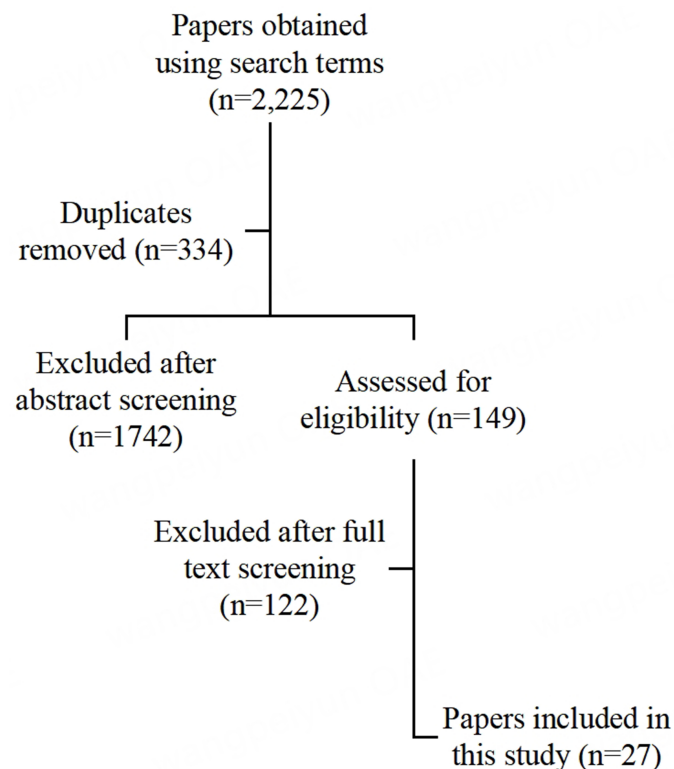 Papers obtained
using search terms
(n=2,225)
Duplicates
removed (n=334)
Excluded after
abstract screening
(n=1742)
Assessed for
eligibility (n=149)
Excluded after full
text screening
(n=122)
Papers included in
this study (n=27)